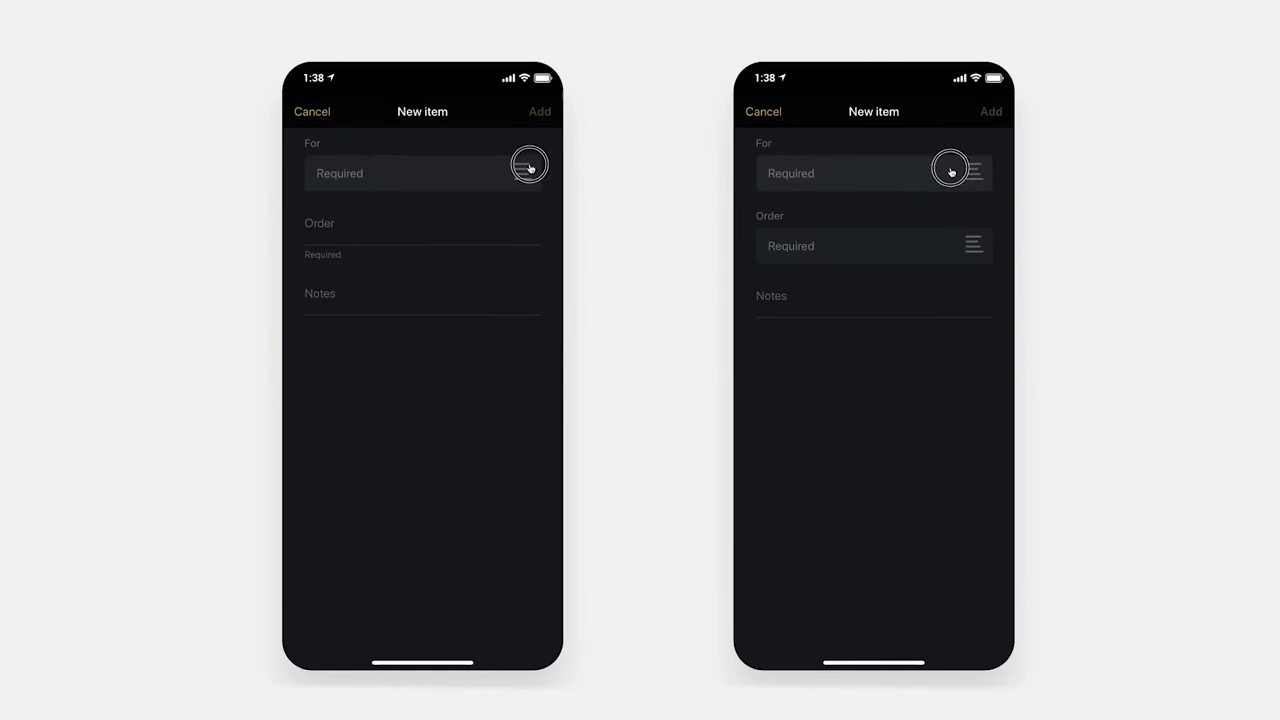 1:38
Cancel New item Add
For
Required
Order
Required
Notes
1:38
Cancel New item Add
For
Required
Order
Required
Notes